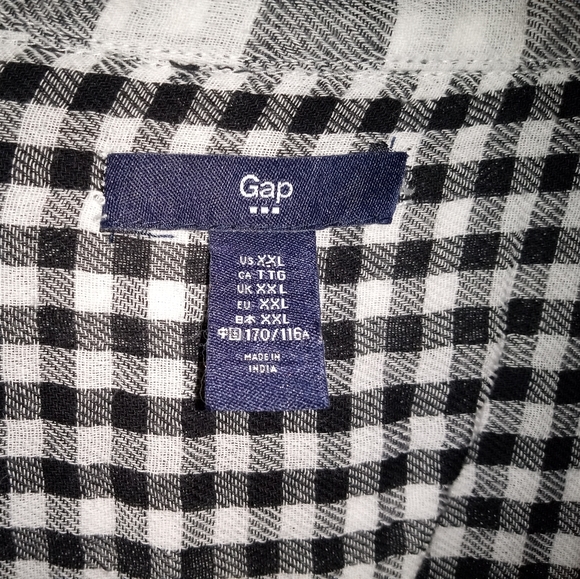 Gap
US XXL
CA TTG
UK XXL
EU XXL
日本 XXL
中国 170/116A
MADE IN
INDIA